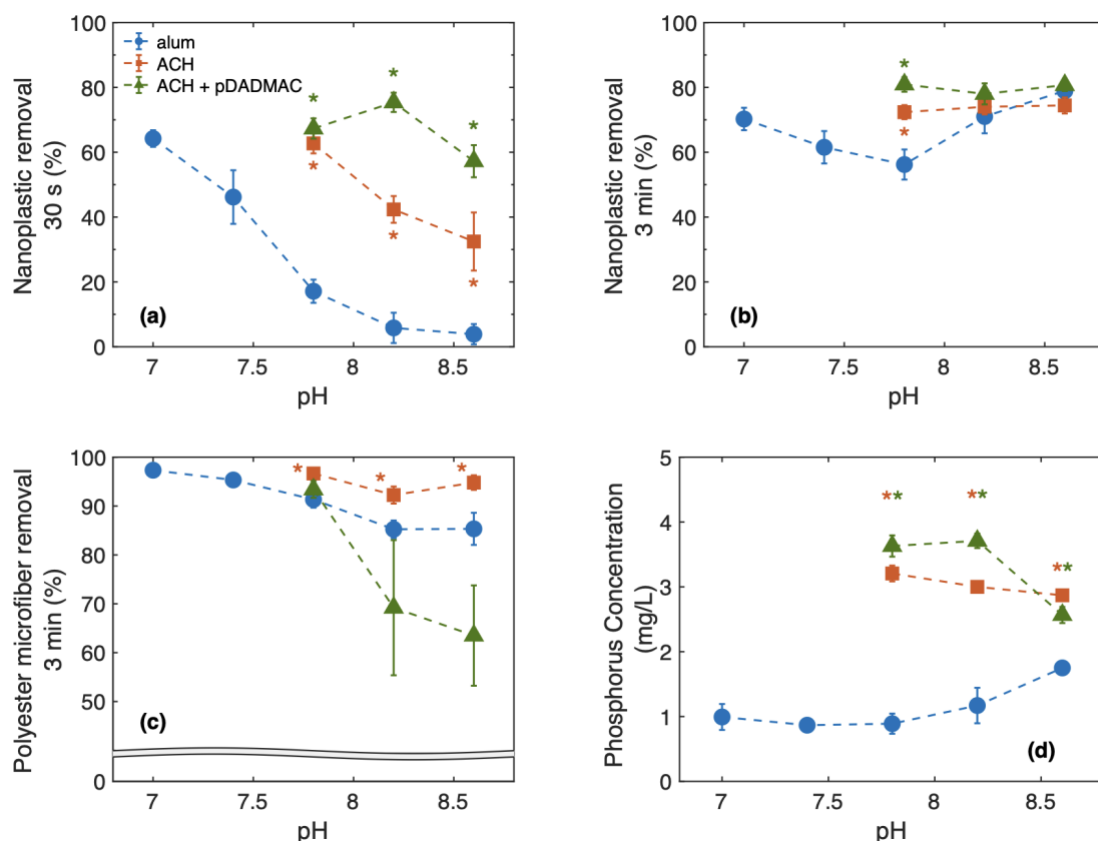 Nanoplastic removal
30 s (%)
100
80
60
40
20
0
alum
ACH
ACH + pDADMAC
*
*
*
*
*
*
(a)
7
7.5
8
8.5
pH
Nanoplastic removal
3 min (%)
100
80
60
40
20
0
*
*
(b)
7
7.5
8
8.5
pH
Polyester microfiber removal
3 min (%)
100
90
80
70
60
50
0
*
*
*
(c)
7
7.5
8
8.5
pH
Phosphorus Concentration
(mg/L)
5
4
3
2
1
0
**
**
**
(d)
7
7.5
8
8.5
pH